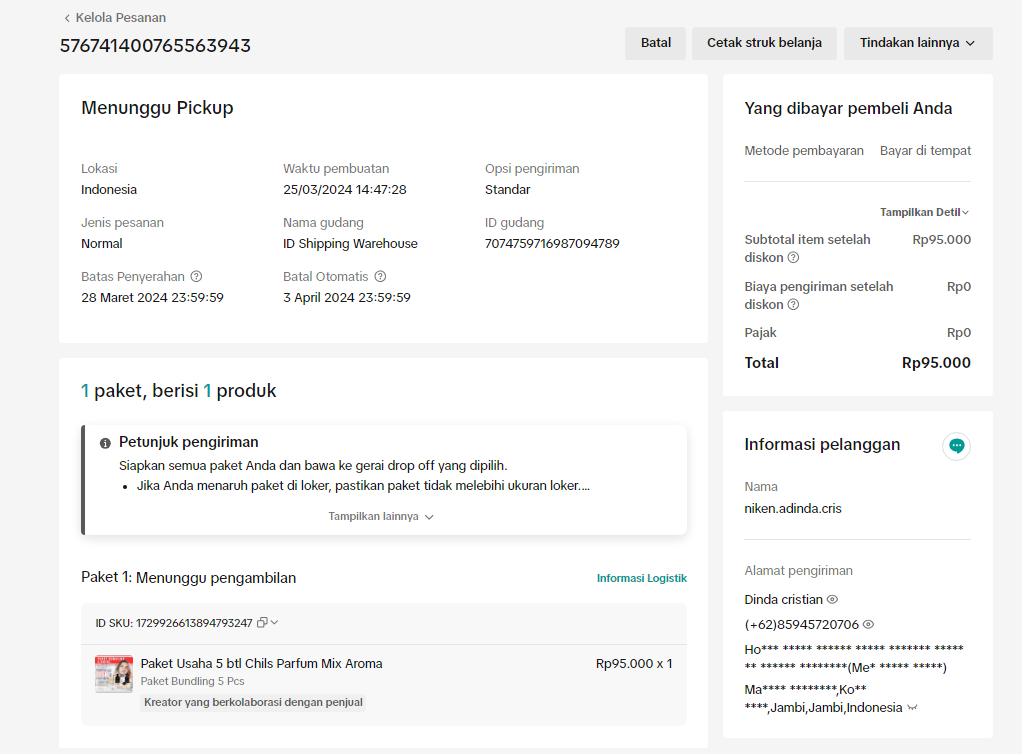 Kelola Pesanan
576741400765563943
Batal
Cetak struk belanja
Tindakan lainnya
Menunggu Pickup
Lokasi
Indonesia
Waktu pembuatan
25/03/2024 14:47:28
Opsi pengiriman
Standar
Jenis pesanan
Normal
Nama gudang
ID Shipping Warehouse
ID gudang
7074759716987094789
Batas Penyerahan
28 Maret 2024 23:59:59
Batal Otomatis
3 April 2024 23:59:59
1 paket, berisi 1 produk
Petunjuk pengiriman
Siapkan semua paket Anda dan bawa ke gerai drop off yang dipilih.
• Jika Anda menaruh paket di loker, pastikan paket tidak melebihi ukuran loker....
Tampilkan lainnya
Paket 1: Menunggu pengambilan
Informasi Logistik
ID SKU: 1729926613894793247
Paket Usaha 5 btl Chils Parfum Mix Aroma
Rp95.000 x 1
Paket Bundling 5 Pcs
Kreator yang berkolaborasi dengan penjual
Yang dibayar pembeli Anda
Metode pembayaran
Bayar di tempat
Tampilkan Detil
Subtotal item setelah
diskon
Rp95.000
Biaya pengiriman setelah
diskon
Rp0
Pajak
Rp0
Total
Rp95.000
Informasi pelanggan
Nama
niken.adinda.cris
Alamat pengiriman
Dinda cristian
(+62)85945720706
Ho*** ***** ****** ***** ******* *****
** ****** ********(Me* ***** *****)
Ma**** ********,Ko**
****,Jambi,Jambi,Indonesia